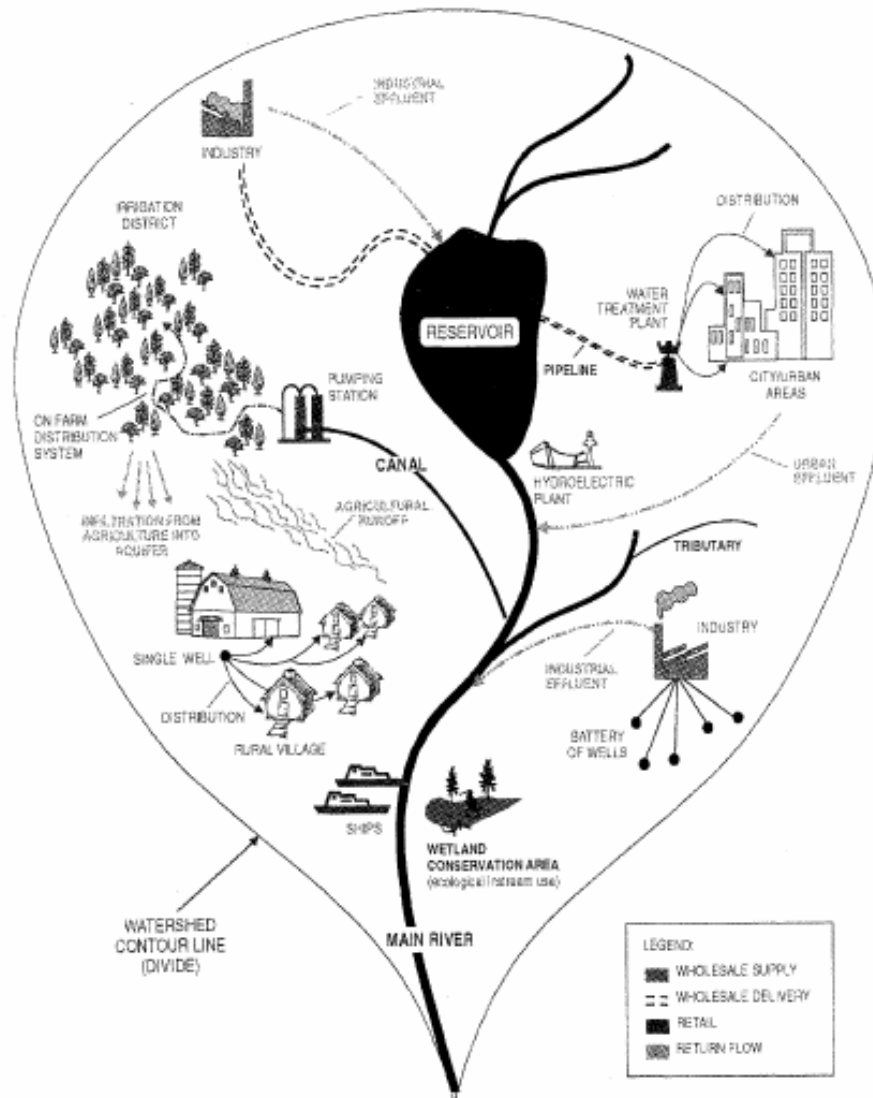 INDUSTRIAL
EFFLUENT
INDUSTRY
IRRIGATION
DISTRICT
DISTRIBUTION
WATER
TREATMENT
PLANT
RESERVOIR
PIPELINE
CITY/URBAN
AREAS
PUMPING
STATION
ON FARM
DISTRIBUTION
SYSTEM
CANAL
HYDROELECTRIC
PLANT
URBAN
EFFLUENT
AGRICULTURAL
RUNOFF
INFILTRATION FROM
AGRICULTURE INTO
AQUIFER
TRIBUTARY
INDUSTRY
SINGLE WELL
INDUSTRIAL
EFFLUENT
DISTRIBUTION
RURAL VILLAGE
BATTERY
OF WELLS
SHIPS
WETLAND
CONSERVATION AREA
(ecological instream use)
WATERSHED
CONTOUR LINE
(DIVIDE)
MAIN RIVER
LEGEND:
WHOLESALE SUPPLY
WHOLESALE DELIVERY
RETAIL
RETURN FLOW